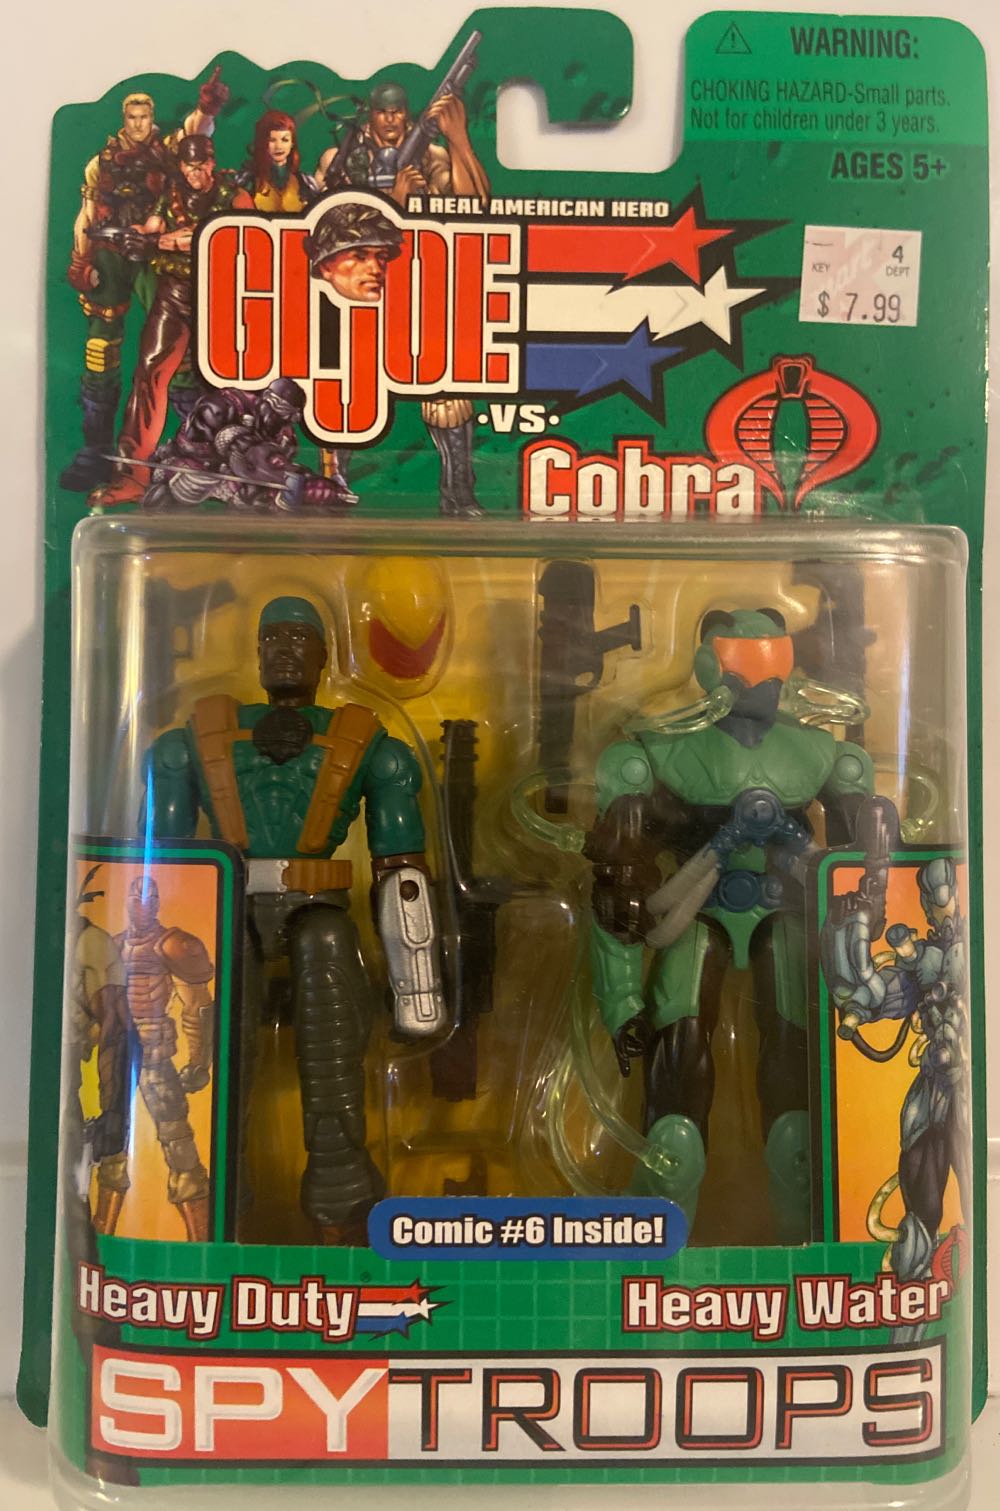 WARNING:
CHOKING HAZARD-Small parts.
Not for children under 3 years.
AGES 5+
A REAL AMERICAN HERO
GI JOE
•VS•
Cobra
TM
KEY
4
DEPT
$ 7.99
Comic #6 Inside!
Heavy Duty
Heavy Water
SPYTROOPS